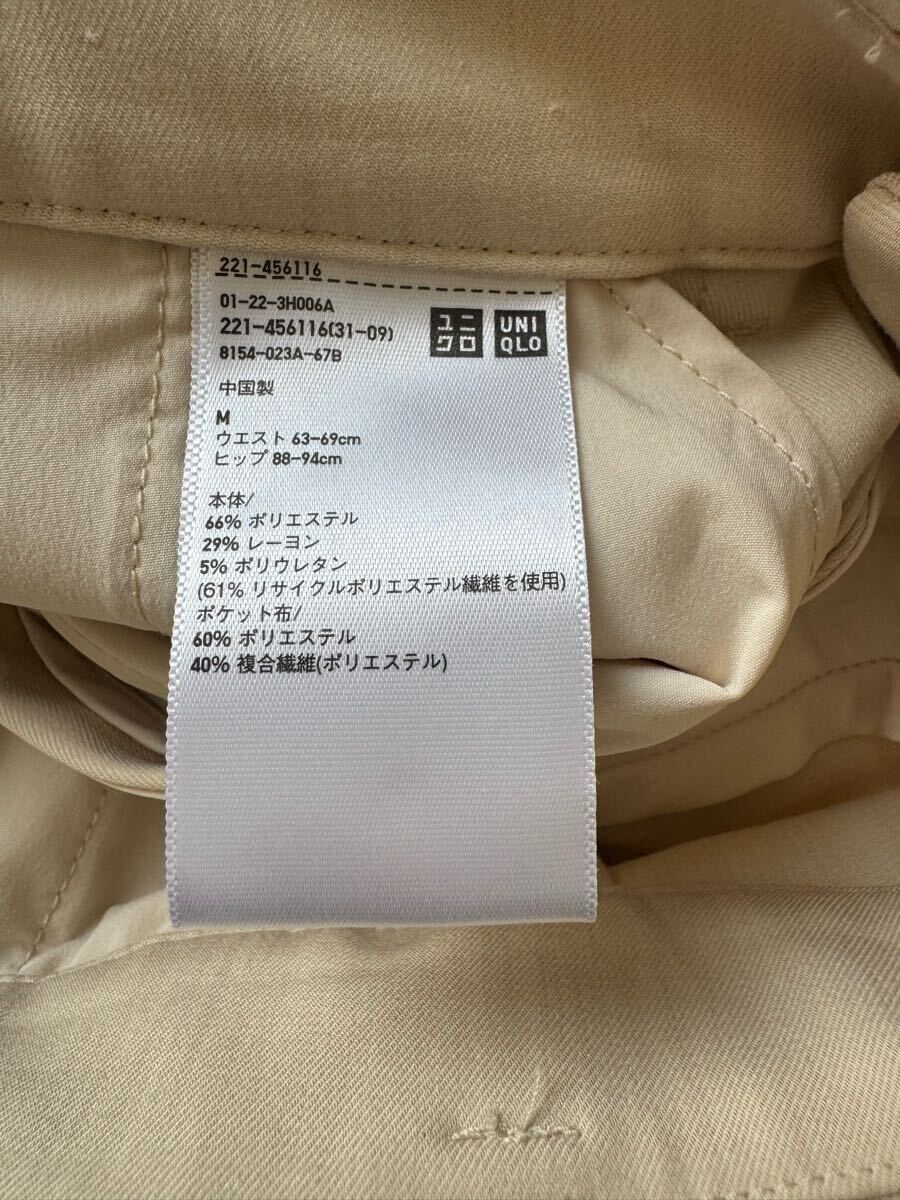 221-456116
01-22-3H006A
221-456116(31-09)
8154-023A-67B
ユニ
クロ
UNI
QLO
中国製
M
ウエスト 63-69cm
ヒップ 88-94cm
本体/
66% ポリエステル
29% レーヨン
5% ポリウレタン
(61% リサイクルポリエステル繊維を使用)
ポケット布/
60% ポリエステル
40% 複合繊維(ポリエステル)